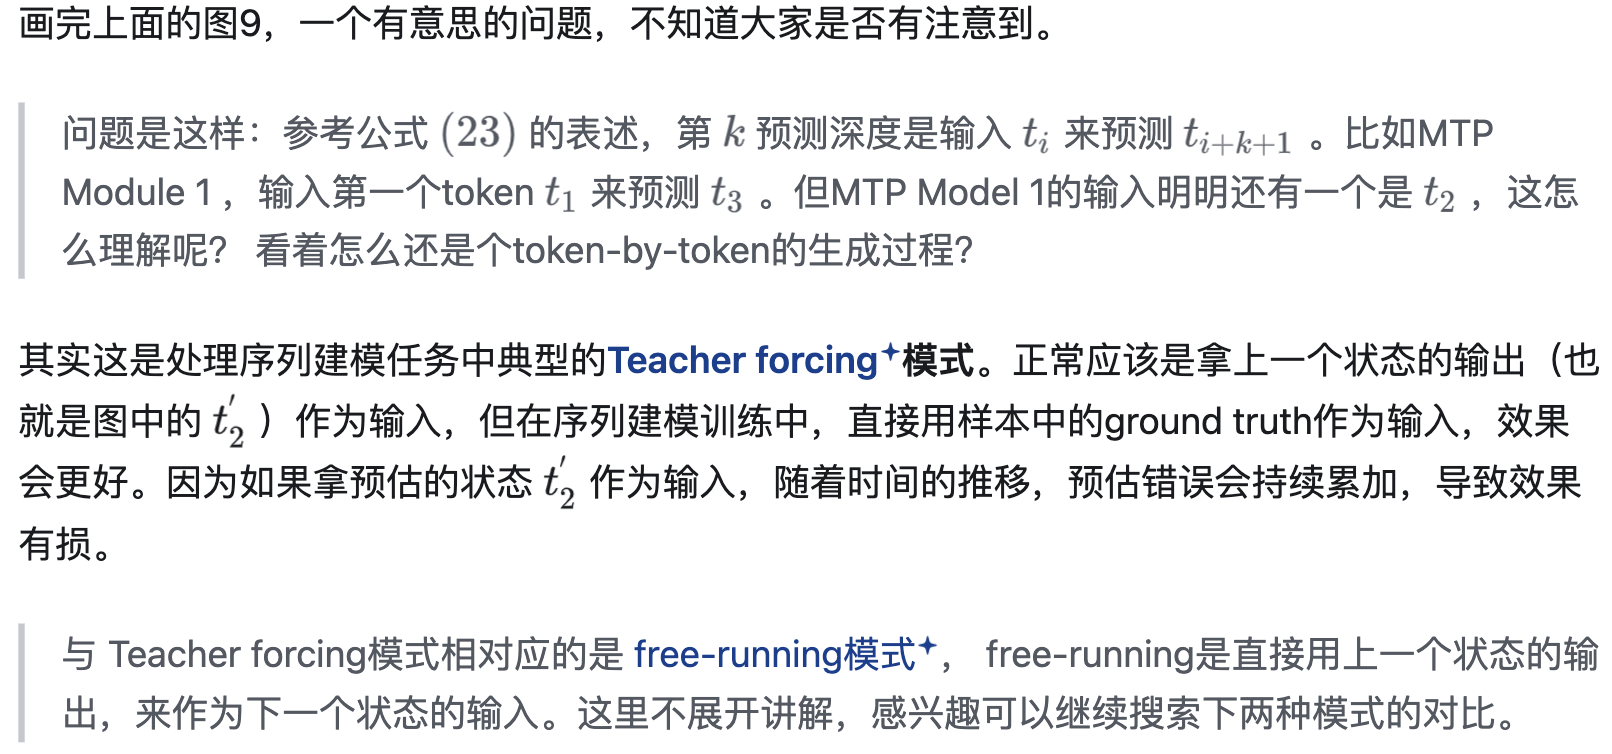 画完上面的图9，一个有意思的问题，不知道大家是否有注意到。
问题是这样：参考公式 (23) 的表述，第 k 预测深度是输入 t_i 来预测 t_{i+k+1} 。比如MTP
Module 1 ，输入第一个token t_1 来预测 t_3 。但MTP Model 1的输入明明还有一个是 t_2 ，这怎
么理解呢？ 看着怎么还是个token-by-token的生成过程？
其实这是处理序列建模任务中典型的Teacher forcing模式。正常应该是拿上一个状态的输出（也
就是图中的 t_2^' ）作为输入，但在序列建模训练中，直接用样本中的ground truth作为输入，效果
会更好。因为如果拿预估的状态 t_2^' 作为输入，随着时间的推移，预估错误会持续累加，导致效果
有损。
与 Teacher forcing模式相对应的是 free-running模式， free-running是直接用上一个状态的输
出，来作为下一个状态的输入。这里不展开讲解，感兴趣可以继续搜索下两种模式的对比。